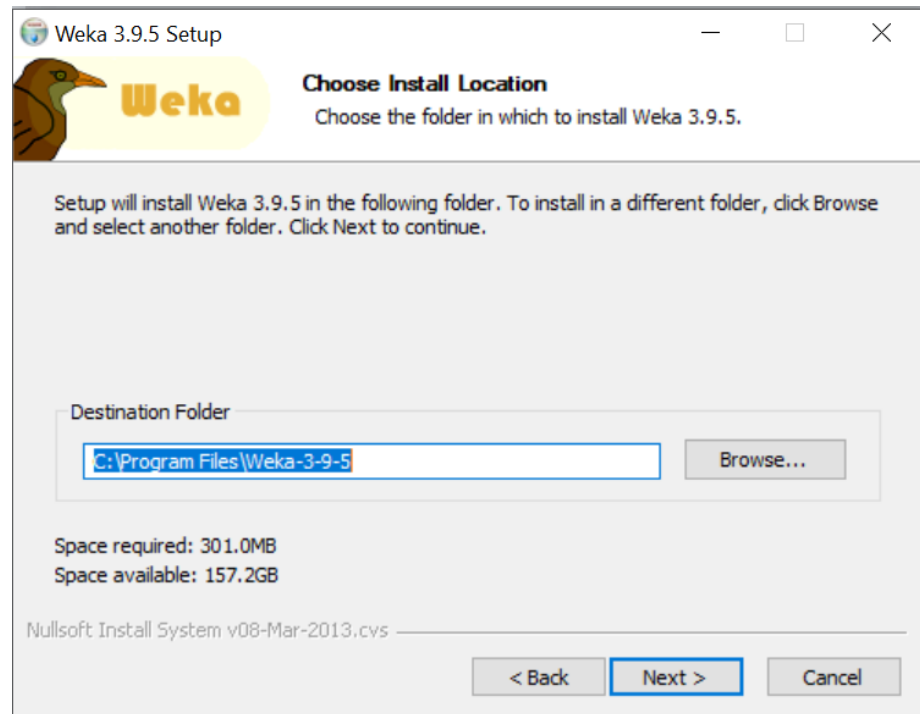 Weka 3.9.5 Setup
Weka
Choose Install Location
Choose the folder in which to install Weka 3.9.5.
Setup will install Weka 3.9.5 in the following folder. To install in a different folder, click Browse
and select another folder. Click Next to continue.
Destination Folder
C:\Program Files\Weka-3-9-5
Browse...
Space required: 301.0MB
Space available: 157.2GB
Nullsoft Install System v08-Mar-2013.cvs
< Back
Next >
Cancel